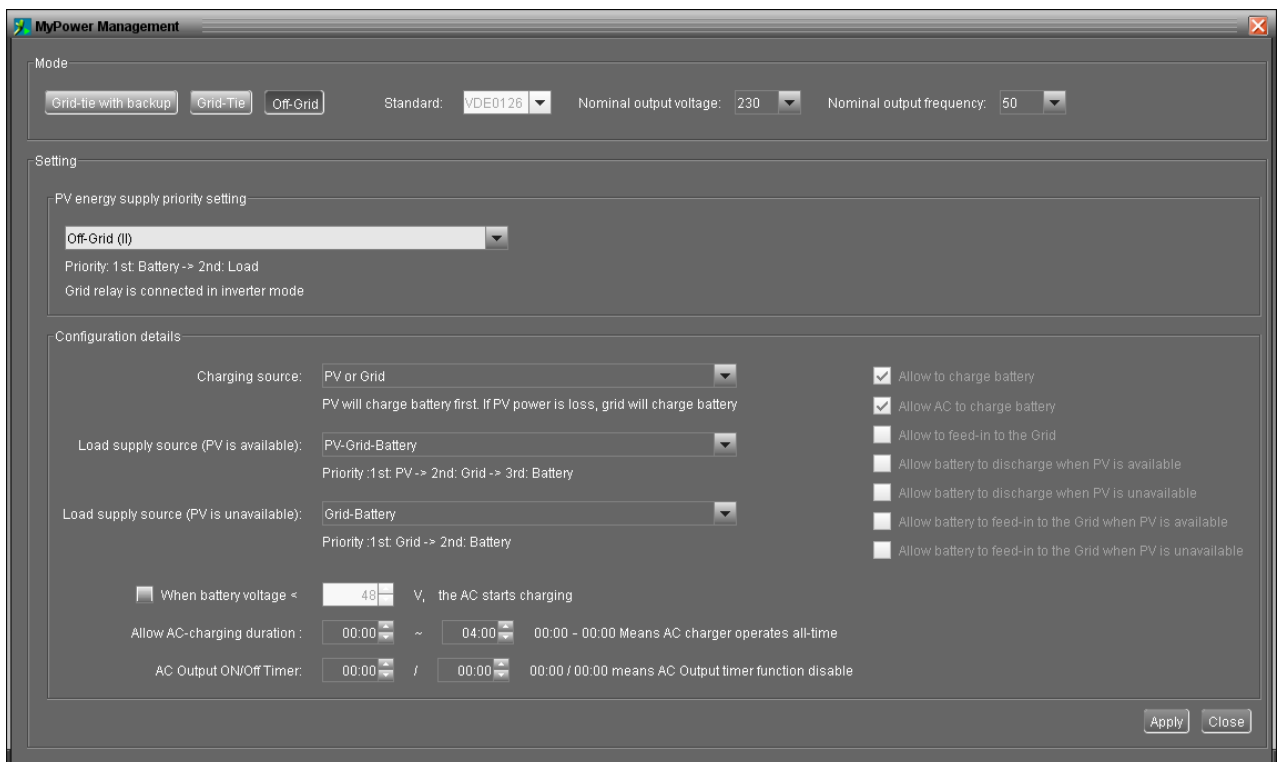 MyPower Management
Mode
Grid-tie with backup Grid-Tie Off-Grid Standard: VDE0126 Nominal output voltage: 230 Nominal output frequency: 50
Setting
PV energy supply priority setting
Off-Grid (II)
Priority: 1st: Battery -> 2nd: Load
Grid relay is connected in inverter mode
Configuration details
Charging source: PV or Grid
PV will charge battery first. If PV power is loss, grid will charge battery
Load supply source (PV is available): PV-Grid-Battery
Priority :1st: PV -> 2nd: Grid -> 3rd: Battery
Load supply source (PV is unavailable): Grid-Battery
Priority :1st: Grid -> 2nd: Battery
Allow to charge battery
Allow AC to charge battery
Allow to feed-in to the Grid
Allow battery to discharge when PV is available
Allow battery to discharge when PV is unavailable
Allow battery to feed-in to the Grid when PV is available
Allow battery to feed-in to the Grid when PV is unavailable
When battery voltage < 48 V, the AC starts charging
Allow AC-charging duration : 00:00 ~ 04:00 00:00 - 00:00 Means AC charger operates all-time
AC Output ON/Off Timer: 00:00 / 00:00 00:00 / 00:00 means AC Output timer function disable
Apply Close